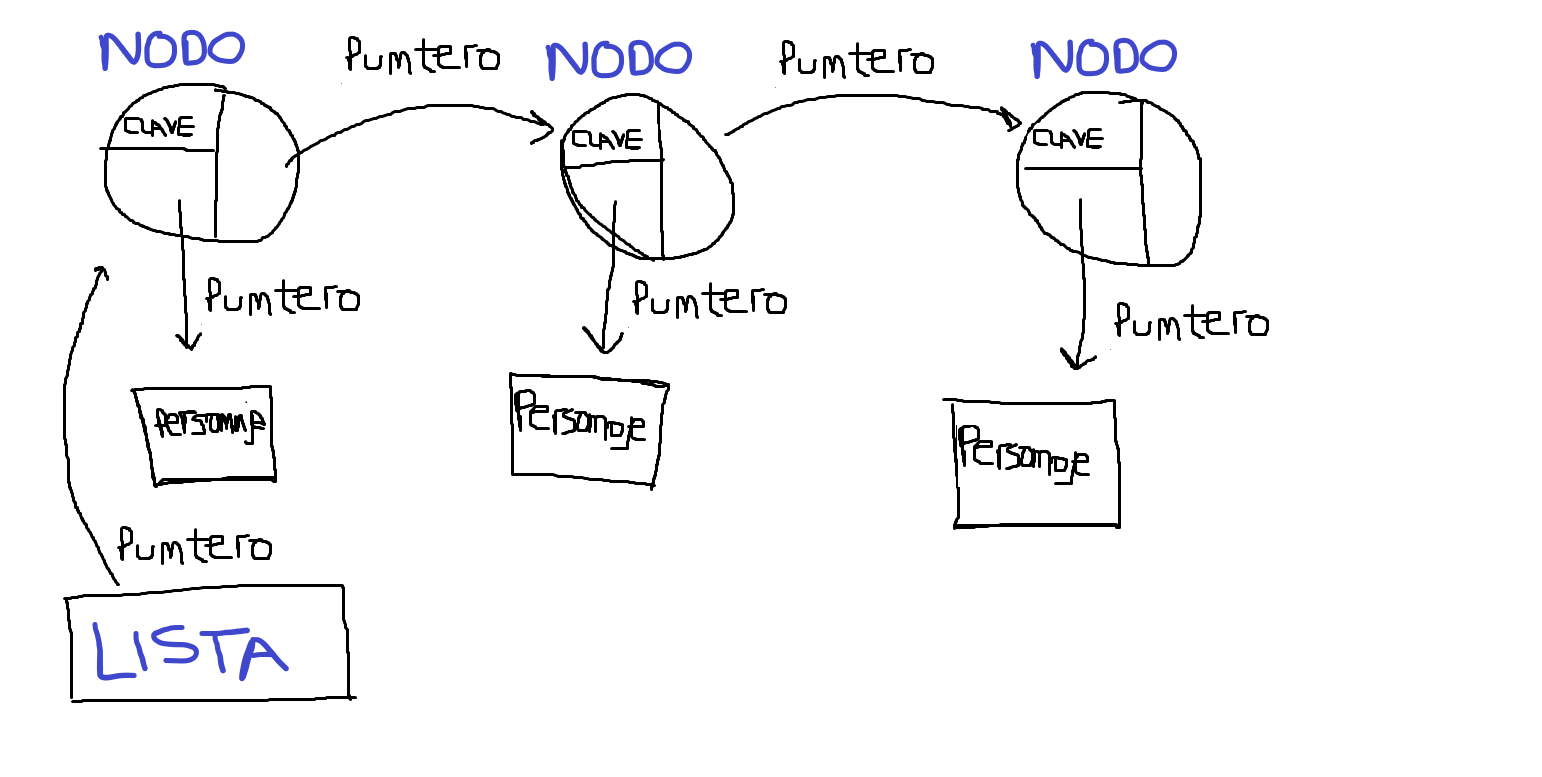 NODO
Pumtero
NODO
Pumtero
NODO
CLAVE
CLAVE
CLAVE
Pumtero
Pumtero
Pumtero
Personaje
Personaje
Personaje
Pumtero
LISTA